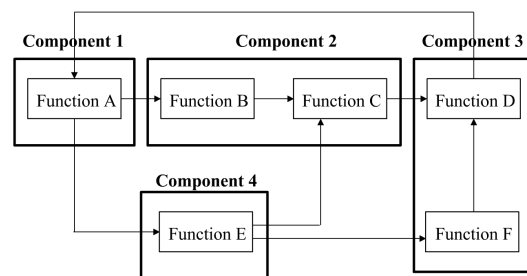 Component 1
Component 2
Component 3
Function A
Function B
Function C
Function D
Component 4
Function E
Function F